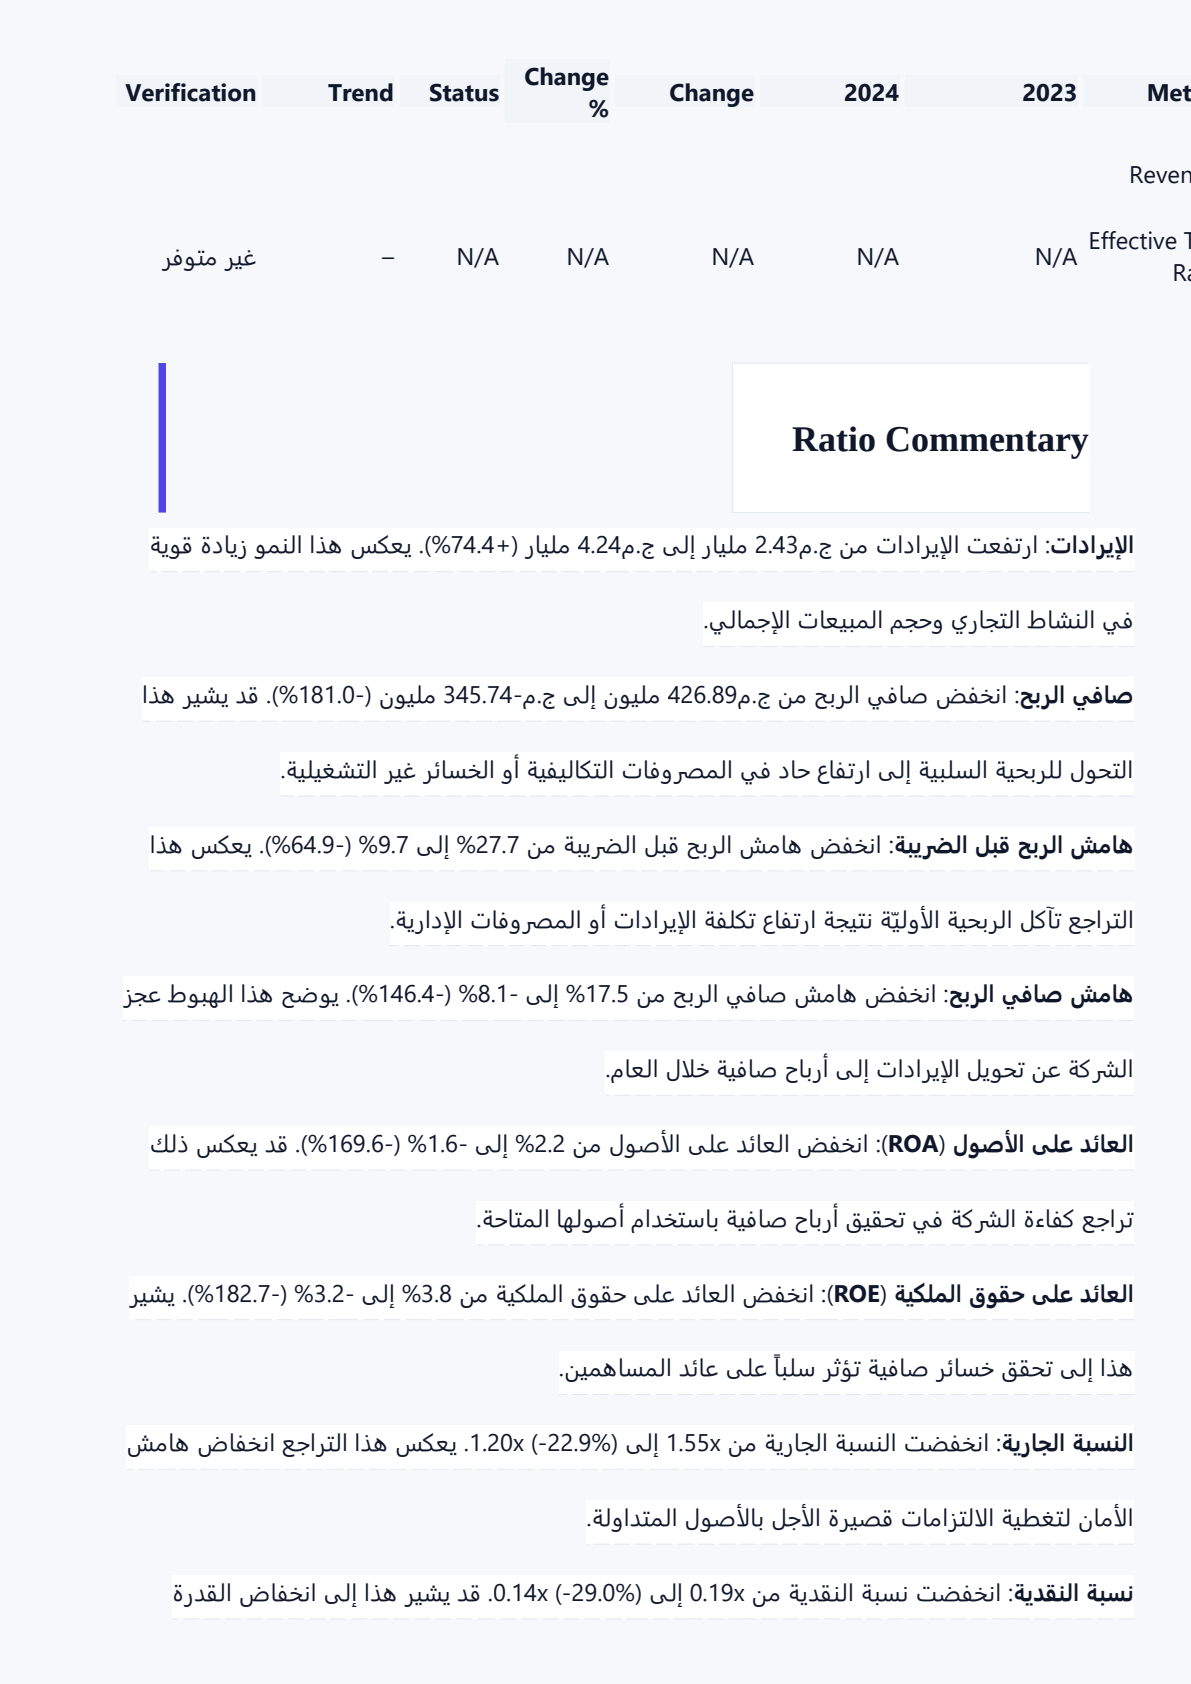 Met 2023 2024 Change Change % Status Trend Verification
Reven
Effective T Ra N/A N/A N/A N/A N/A – غير متوفر
Ratio Commentary
الإيرادات: ارتفعت الإيرادات من ج.م2.43 مليار إلى ج.م4.24 مليار (+74.4%). يعكس هذا النمو زيادة قوية
في النشاط التجاري وحجم المبيعات الإجمالي.
صافي الربح: انخفض صافي الربح من ج.م426.89 مليون إلى ج.م-345.74 مليون (-181.0%). قد يشير هذا
التحول للربحية السلبية إلى ارتفاع حاد في المصروفات التكاليفية أو الخسائر غير التشغيلية.
هامش الربح قبل الضريبة: انخفض هامش الربح قبل الضريبة من 27.7% إلى 9.7% (-64.9%). يعكس هذا
التراجع تآكل الربحية الأوليّة نتيجة ارتفاع تكلفة الإيرادات أو المصروفات الإدارية.
هامش صافي الربح: انخفض هامش صافي الربح من 17.5% إلى -8.1% (-146.4%). يوضح هذا الهبوط عجز
الشركة عن تحويل الإيرادات إلى أرباح صافية خلال العام.
العائد على الأصول (ROA): انخفض العائد على الأصول من 2.2% إلى -1.6% (-169.6%). قد يعكس ذلك
تراجع كفاءة الشركة في تحقيق أرباح صافية باستخدام أصولها المتاحة.
العائد على حقوق الملكية (ROE): انخفض العائد على حقوق الملكية من 3.8% إلى -3.2% (-182.7%). يشير
هذا إلى تحقق خسائر صافية تؤثر سلباً على عائد المساهمين.
النسبة الجارية: انخفضت النسبة الجارية من 1.55x إلى 1.20x (-22.9%). يعكس هذا التراجع انخفاض هامش
الأمان لتغطية الالتزامات قصيرة الأجل بالأصول المتداولة.
نسبة النقدية: انخفضت نسبة النقدية من 0.19x إلى 0.14x (-29.0%). قد يشير هذا إلى انخفاض القدرة